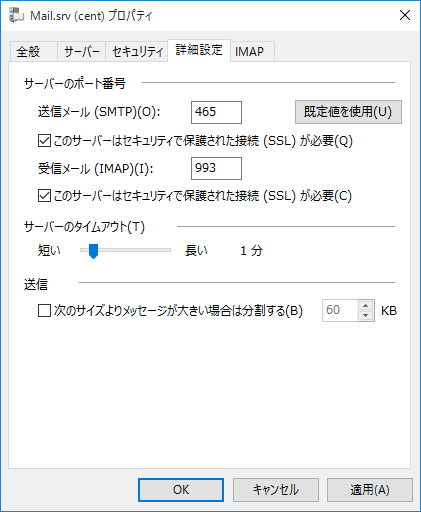 Mail.srv (cent) プロパティ
全般 サーバー セキュリティ 詳細設定 IMAP
サーバーのポート番号
送信メール (SMTP)(O): 465 既定値を使用(U)
このサーバーはセキュリティで保護された接続 (SSL) が必要(Q)
受信メール (IMAP)(I): 993
このサーバーはセキュリティで保護された接続 (SSL) が必要(C)
サーバーのタイムアウト(T)
短い 長い 1 分
送信
次のサイズよりメッセージが大きい場合は分割する(B) 60 KB
OK キャンセル 適用(A)